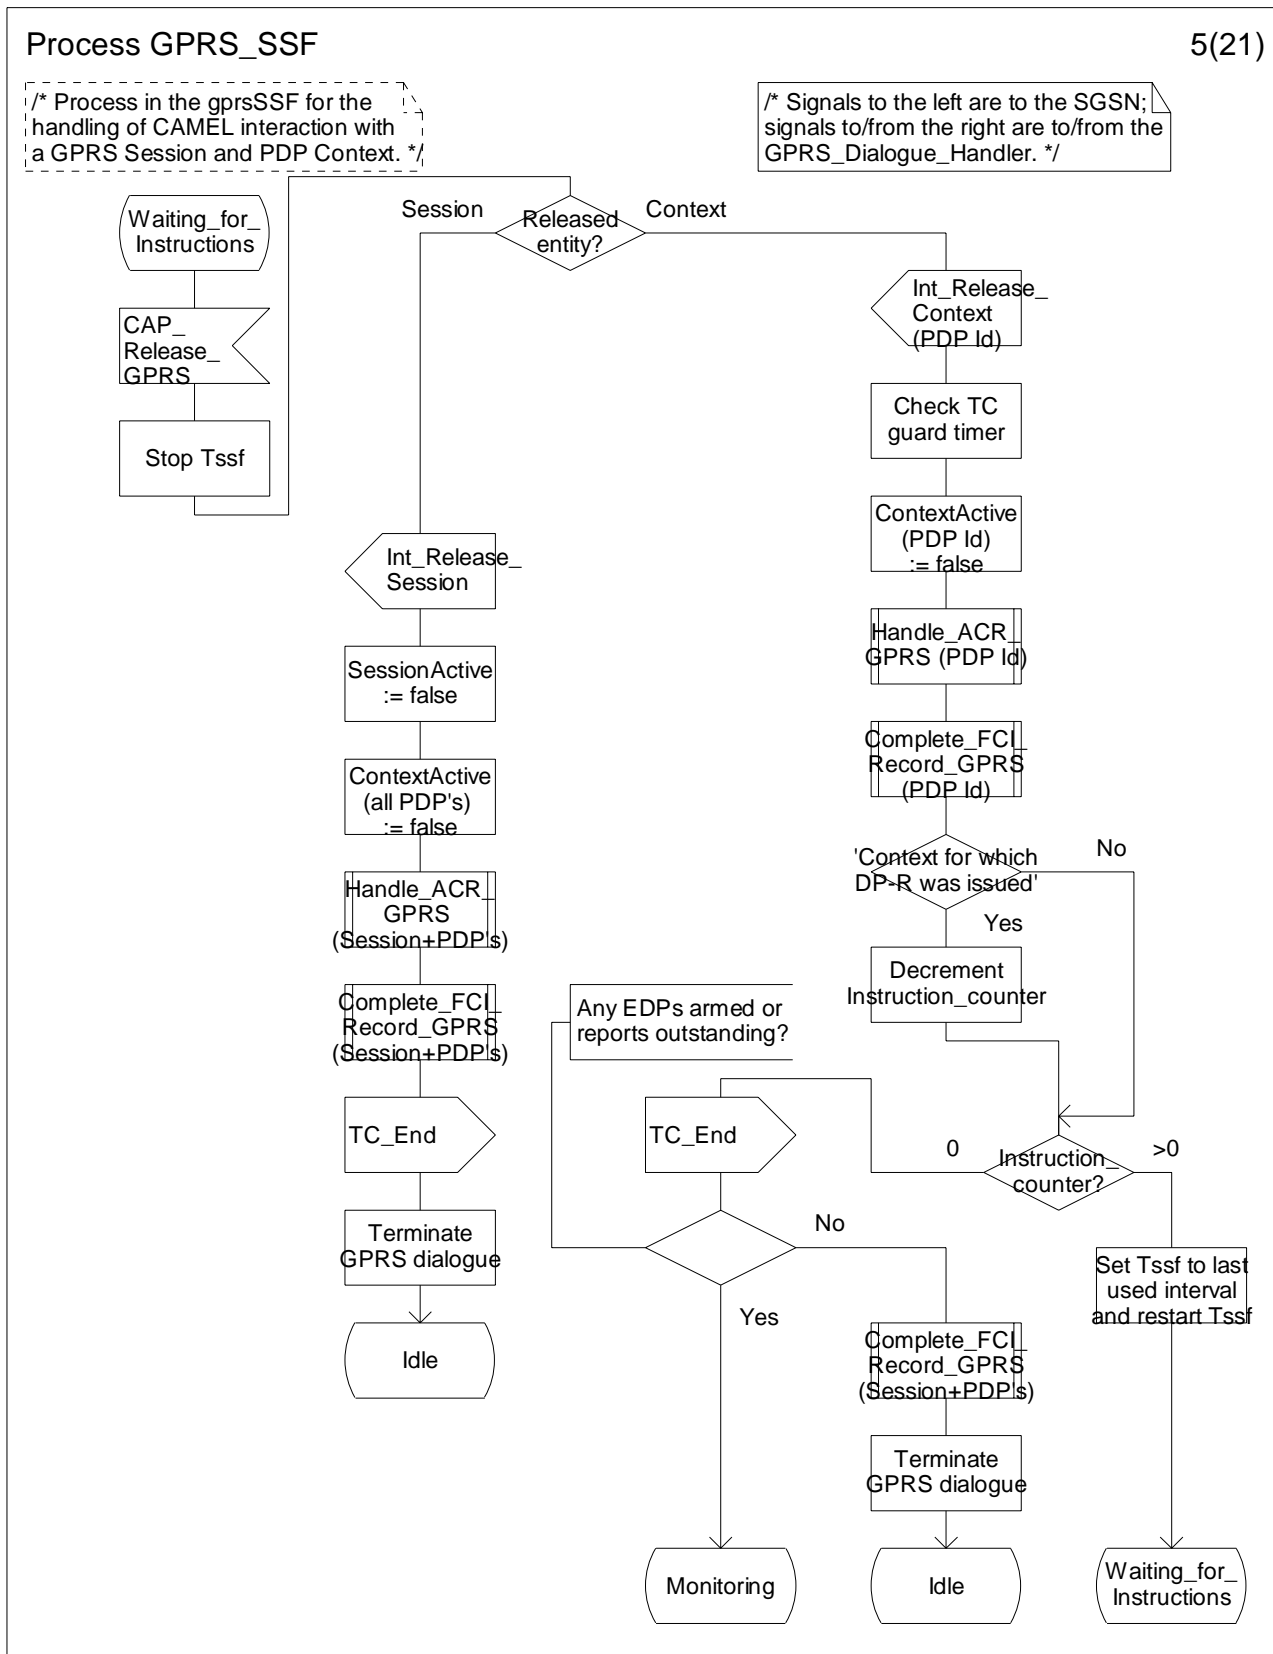 Process GPRS_SSF
5(21)
/* Process in the gprsSSF for the
handling of CAMEL interaction with
a GPRS Session and PDP Context. */
/* Signals to the left are to the SGSN;
signals to/from the right are to/from the
GPRS_Dialogue_Handler. */
Waiting_for_
Instructions
CAP_
Release_
GPRS
Stop Tssf
Session
Released
entity?
Context
Int_Release_
Session
SessionActive
:= false
ContextActive
(all PDP's)
:= false
Handle_ACR_
GPRS
(Session+PDP's)
Complete_FCI_
Record_GPRS
(Session+PDP's)
TC_End
Terminate
GPRS dialogue
Idle
Int_Release_
Context
(PDP Id)
Check TC
guard timer
ContextActive
(PDP Id)
:= false
Handle_ACR_
GPRS (PDP Id)
Complete_FCI_
Record_GPRS
(PDP Id)
'Context for which
DP-R was issued'
No
Yes
Decrement
Instruction_counter
Any EDPs armed or
reports outstanding?
TC_End
0
Instruction_
counter?
>0
No
Yes
Set Tssf to last
used interval
and restart Tssf
Complete_FCI_
Record_GPRS
(Session+PDP's)
Terminate
GPRS dialogue
Monitoring
Idle
Waiting_for_
Instructions